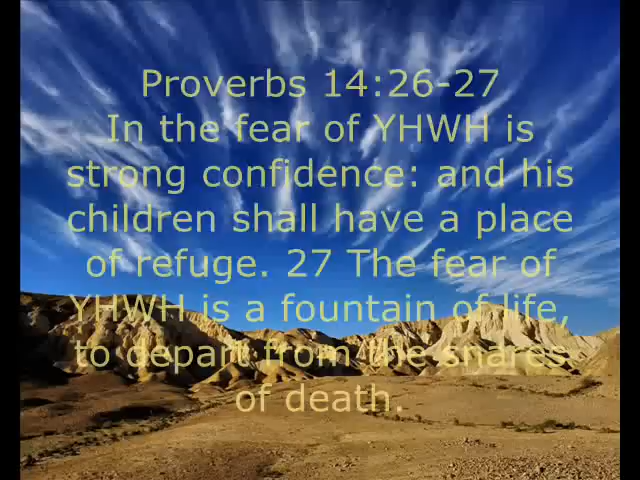 Proverbs 14:26-27
In the fear of YHWH is
strong confidence: and his
children shall have a place
of refuge. 27 The fear of
YHWH is a fountain of life,
to depart from the snares
of death.